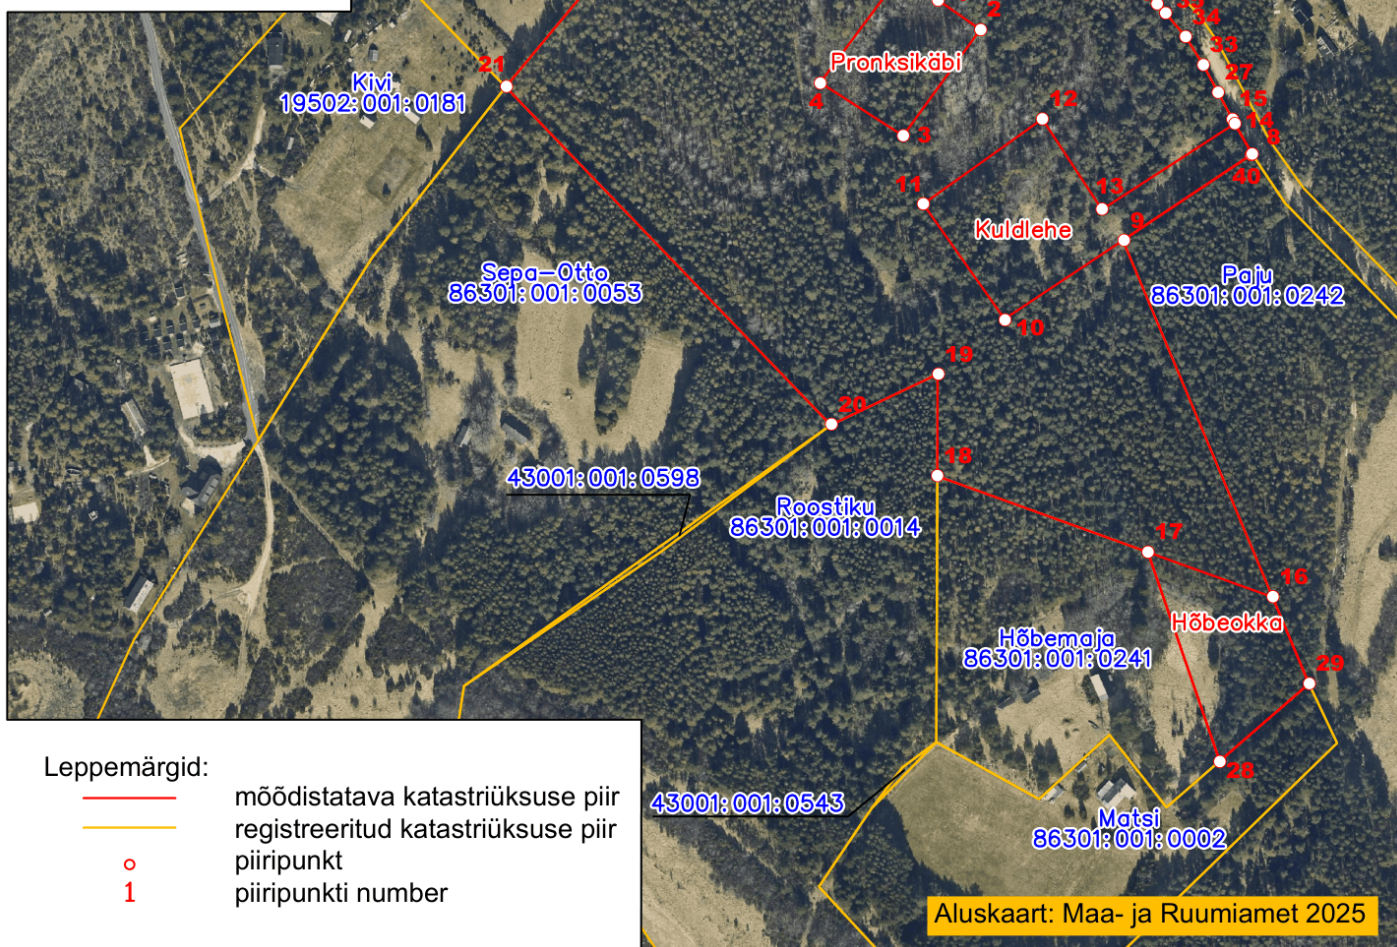 35
34
33
27
15
14
8
40
2
Pronksikäbi
4
3
12
11
13
Kuldlehe
9
10
21
Kivi
19502:001:0181
Sepa-Otto
86301:001:0053
Paju
86301:001:0242
19
20
18
43001:001:0598
Roostiku
86301:001:0014
17
16
Hõbeokka
Hõbemaja
86301:001:0241
29
28
43001:001:0543
Matsi
86301:001:0002
Leppemärgid:
mõõdistatava katastriüksuse piir
registreeritud katastriüksuse piir
piiripunkt
1 piiripunkti number
Aluskaart: Maa- ja Ruumiamet 2025